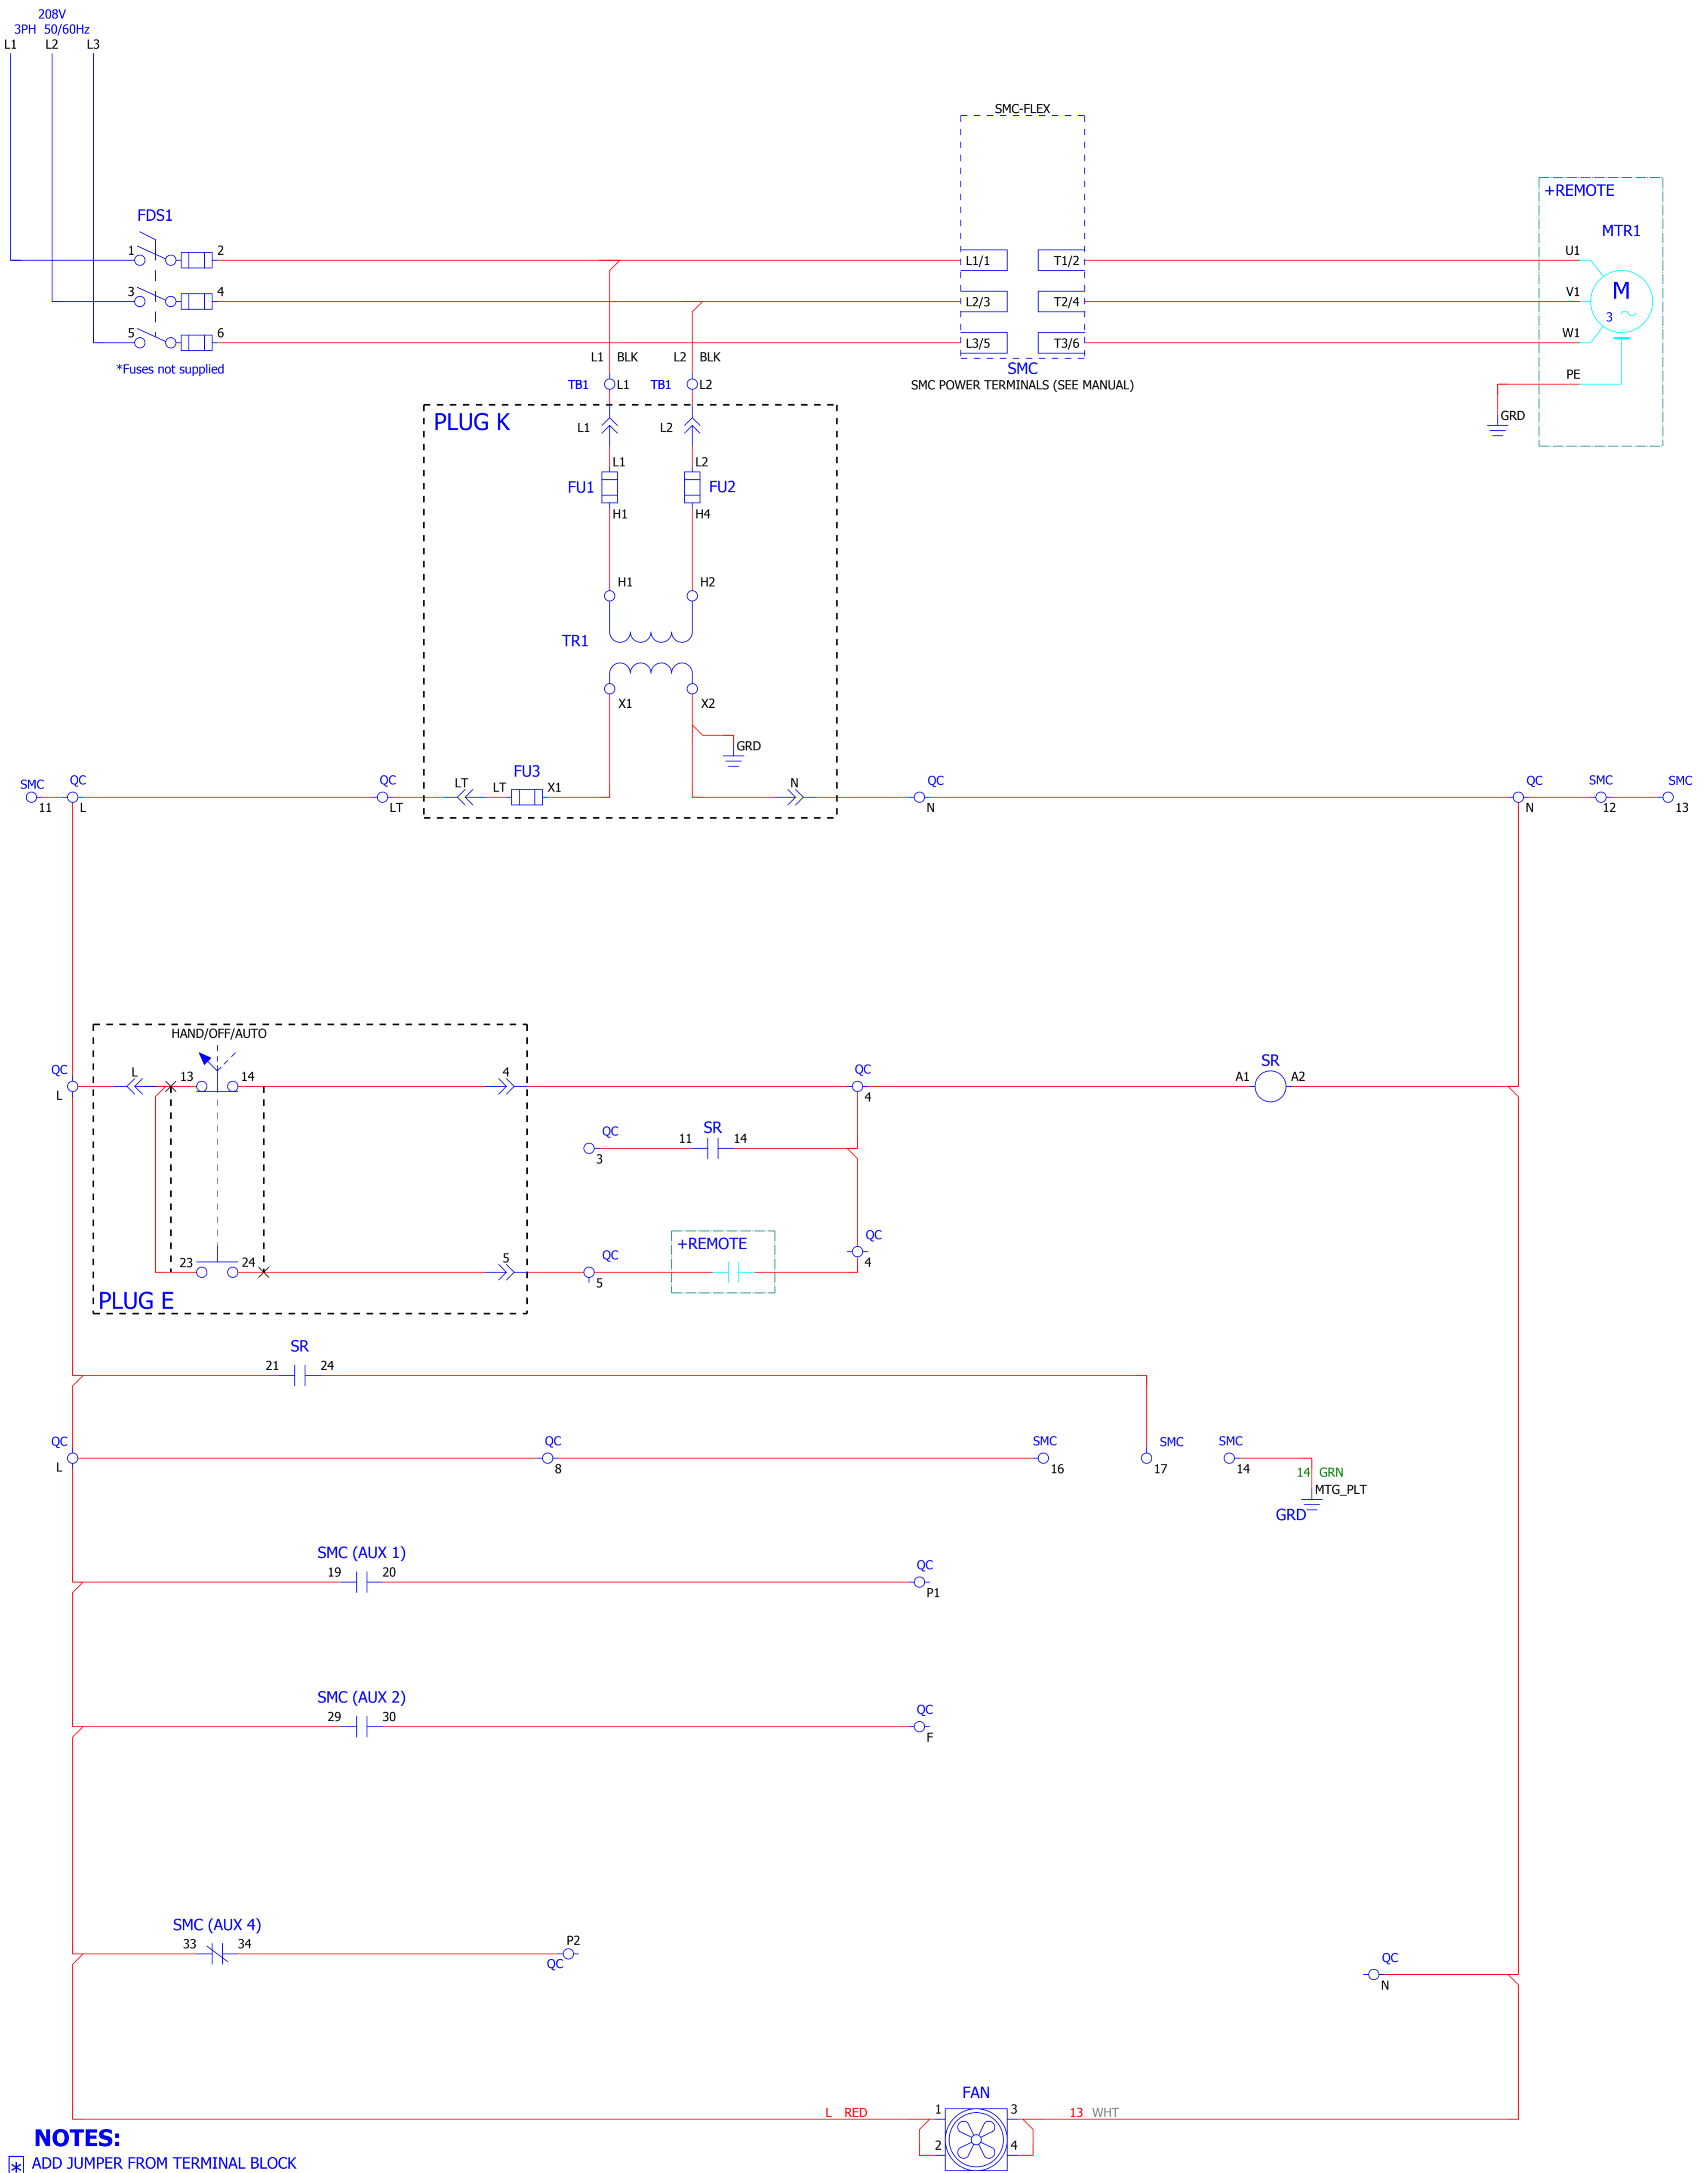 208V
3PH 50/60Hz
L1 L2 L3
SMC-FLEX
+REMOTE
FDS1
MTR1
1 2 L1/1 T1/2 U1
3 4 L2/3 T2/4 V1 M
3
5 6 L3/5 T3/6 W1
*Fuses not supplied
L1 BLK L2 BLK
SMC
SMC POWER TERMINALS (SEE MANUAL)
PE
TB1 L1 TB1 L2
GRD
PLUG K
L1 L2
L1 L2
FU1 FU2
H1 H4
H1 H2
TR1
X1 X2
GRD
FU3
SMC QC QC LT LT X1 N QC QC SMC SMC
11 L LT N N 12 13
HAND/OFF/AUTO
QC L 13 14 4 QC SR
A1 A2
L 4
QC 11 SR 14
3
+REMOTE QC
23 24 5 QC 4
5
PLUG E
SR
21 24
QC QC SMC SMC SMC
L 8 16 17 14
14 GRN
MTG_PLT
GRD
SMC (AUX 1)
19 20 QC
P1
SMC (AUX 2)
29 30 QC
F
SMC (AUX 4)
33 34 P2
QC
QC
N
FAN
L RED 1 3 13 WHT
2 4
NOTES:
* ADD JUMPER FROM TERMINAL BLOCK